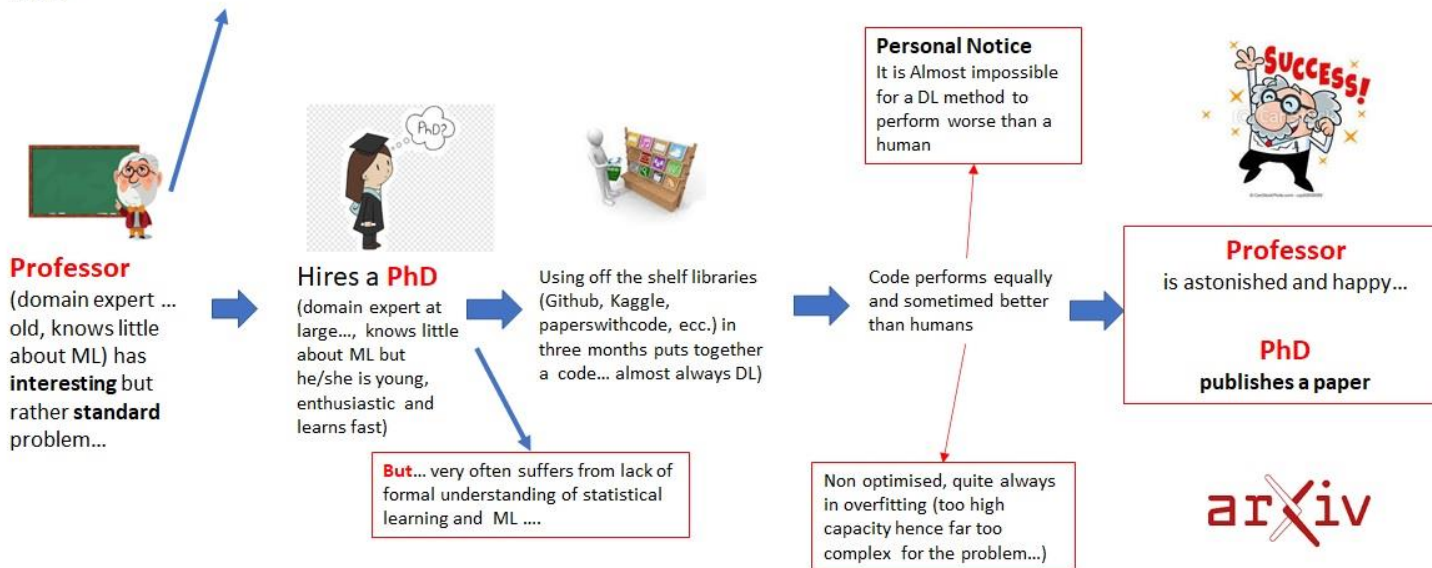 Personal Notice
It is Almost impossible
for a DL method to
perform worse than a
human
SUCCESS!
PhD?
Professor
(domain expert …
old, knows little
about ML) has
interesting but
rather standard
problem…
Hires a PhD
(domain expert at
large…, knows little
about ML but
he/she is young,
enthusiastic and
learns fast)
Using off the shelf libraries
(Github, Kaggle,
paperswithcode, ecc.) in
three months puts together
a code… almost always DL)
Code performs equally
and sometimed better
than humans
Professor
is astonished and happy…
PhD
publishes a paper
But… very often suffers from lack of
formal understanding of statistical
learning and ML ….
Non optimised, quite always
in overfitting (too high
capacity hence far too
complex for the problem…)
arXiv